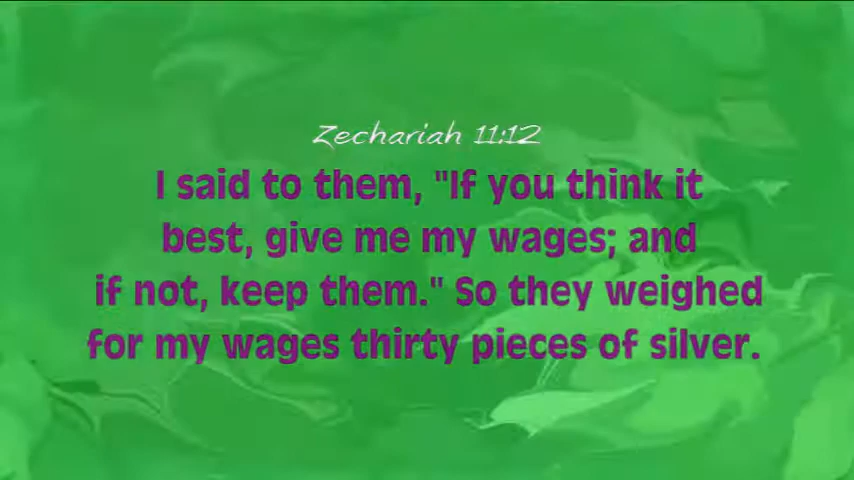 Zechariah 11:12
I said to them, "If you think it
best, give me my wages; and
if not, keep them." So they weighed
for my wages thirty pieces of silver.